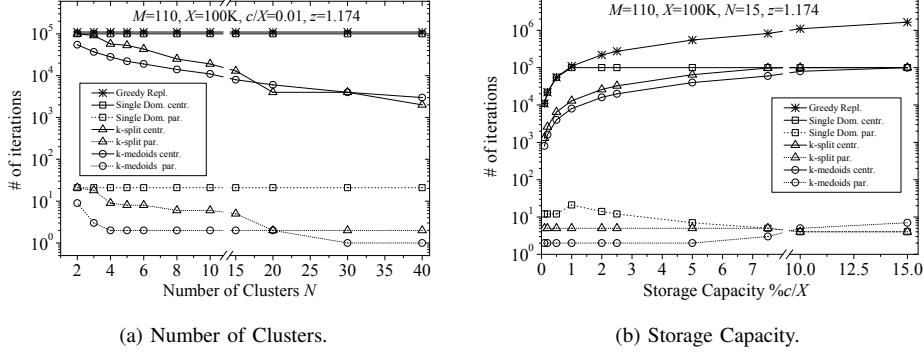 M=110, X=100K, c/X=0.01, z=1.174
10^5
10^4
10^3
10^2
10^1
10^0
# of iterations
Greedy Repl.
Single Dom. centr.
Single Dom. par.
k-split centr.
k-split par.
k-medoids centr.
k-medoids par.
2 4 6 8 10 15 20 30 40
Number of Clusters N
(a) Number of Clusters.
M=110, X=100K, N=15, z=1.174
10^6
10^5
10^4
10^3
10^2
10^1
10^0
# of iterations
Greedy Repl.
Single Dom. centr.
Single Dom. par.
k-split centr.
k-split par.
k-medoids centr.
k-medoids par.
0 1 2 5.0 7.5 10.0 12.5 15.0
Storage Capacity %c/X
(b) Storage Capacity.